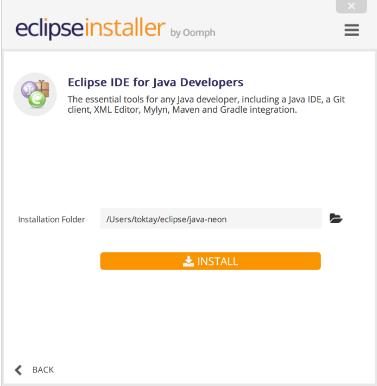 eclipseinstaller by Oomph
Eclipse IDE for Java Developers
The essential tools for any Java developer, including a Java IDE, a Git
client, XML Editor, Mylyn, Maven and Gradle integration.
Installation Folder /Users/toktay/eclipse/java-neon
INSTALL
BACK